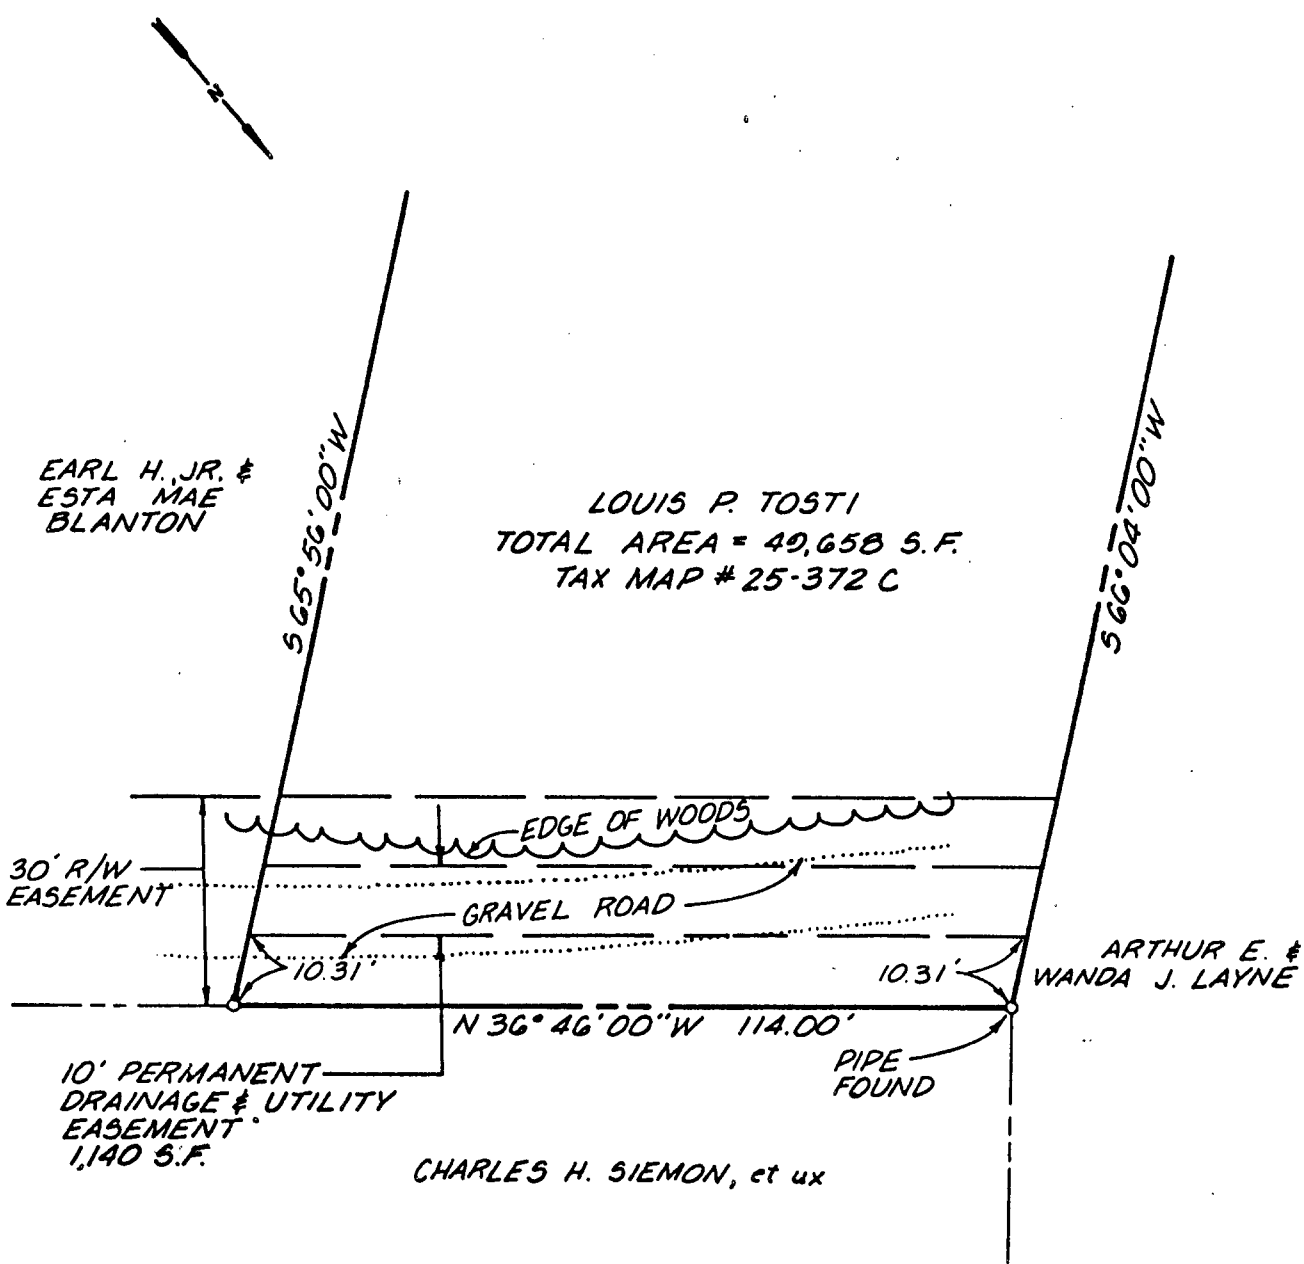 N
S 65° 56' 00" W
S 66° 04' 00" W
EARL H., JR. &
ESTA MAE
BLANTON
LOUIS P. TOSTI
TOTAL AREA = 49,658 S.F.
TAX MAP # 25-372 C
EDGE OF WOODS
30' R/W
EASEMENT
GRAVEL ROAD
10.31'
10.31'
ARTHUR E. &
WANDA J. LAYNE
N 36° 46' 00" W 114.00'
PIPE
FOUND
10' PERMANENT
DRAINAGE & UTILITY
EASEMENT
1,140 S.F.
CHARLES H. SIEMON, et ux